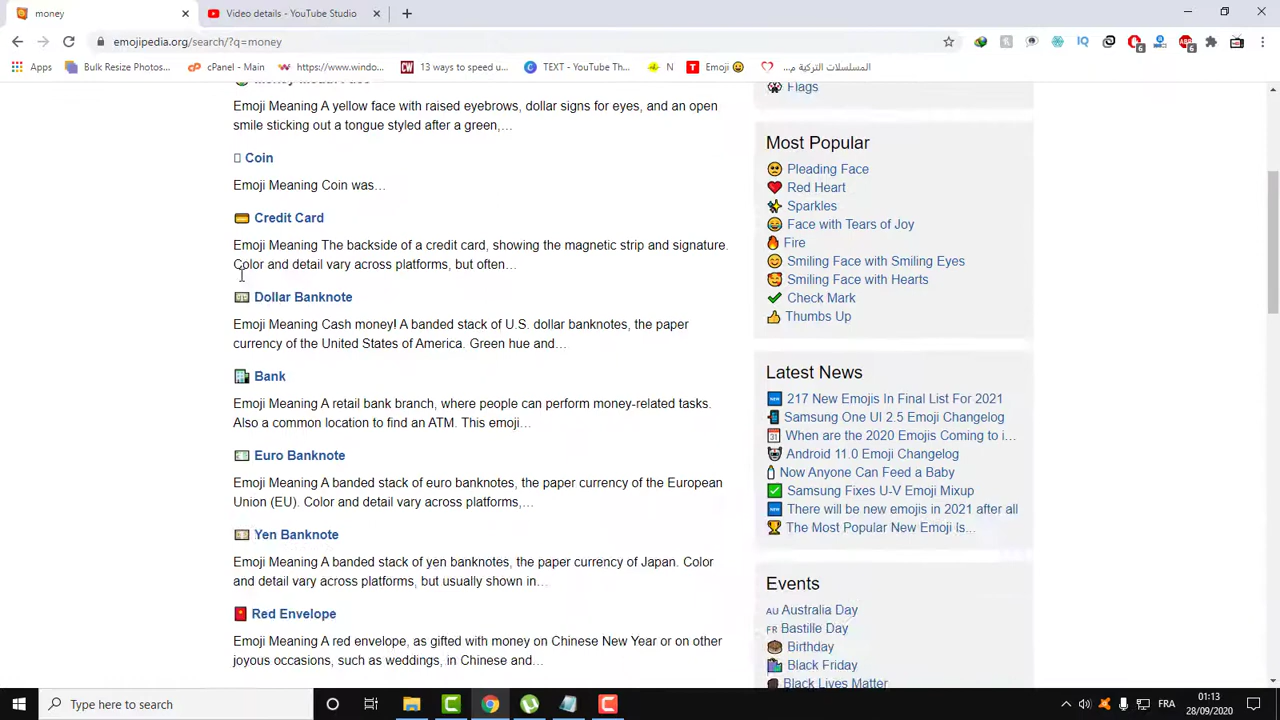 money
Video details - YouTube Studio
emojipedia.org/search/?q=money
6
6
Apps
Bulk Resize Photos...
cPanel - Main
https://www.windo...
13 ways to speed u...
TEXT - YouTube Th...
N
Emoji 😀
المسلسلات التركية م...
Emoji Meaning A yellow face with raised eyebrows, dollar signs for eyes, and an open
smile sticking out a tongue styled after a green,…
Coin
Emoji Meaning Coin was…
Credit Card
Emoji Meaning The backside of a credit card, showing the magnetic strip and signature.
Color and detail vary across platforms, but often…
Dollar Banknote
Emoji Meaning Cash money! A banded stack of U.S. dollar banknotes, the paper
currency of the United States of America. Green hue and…
Bank
Emoji Meaning A retail bank branch, where people can perform money-related tasks.
Also a common location to find an ATM. This emoji…
Euro Banknote
Emoji Meaning A banded stack of euro banknotes, the paper currency of the European
Union (EU). Color and detail vary across platforms,…
Yen Banknote
Emoji Meaning A banded stack of yen banknotes, the paper currency of Japan. Color
and detail vary across platforms, but usually shown in…
Red Envelope
Emoji Meaning A red envelope, as gifted with money on Chinese New Year or on other
joyous occasions, such as weddings, in Chinese and…
Flags
Most Popular
Pleading Face
Red Heart
Sparkles
Face with Tears of Joy
Fire
Smiling Face with Smiling Eyes
Smiling Face with Hearts
Check Mark
Thumbs Up
Latest News
217 New Emojis In Final List For 2021
Samsung One UI 2.5 Emoji Changelog
When are the 2020 Emojis Coming to i...
Android 11.0 Emoji Changelog
Now Anyone Can Feed a Baby
Samsung Fixes U-V Emoji Mixup
There will be new emojis in 2021 after all
The Most Popular New Emoji Is...
Events
AU Australia Day
FR Bastille Day
Birthday
Black Friday
Black Lives Matter
Type here to search
FRA
01:13
28/09/2020